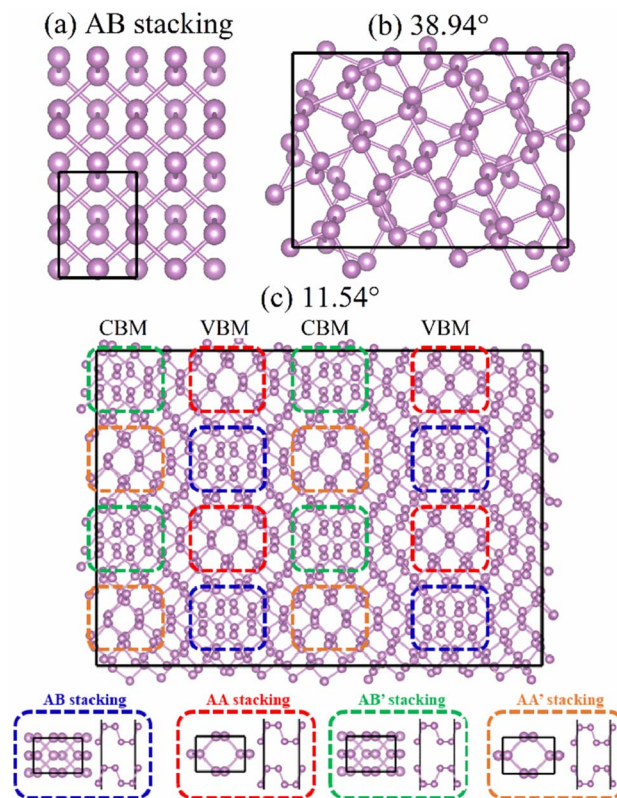 (a) AB stacking
(b) 38.94°
(c) 11.54°
CBM VBM CBM VBM
AB stacking AA stacking AB' stacking AA' stacking